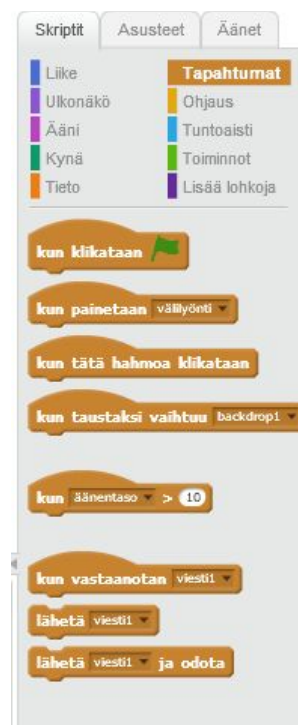 Skriptit Asusteet Äänet
Liike Tapahtumat
Ulkonäkö Ohjaus
Ääni Tuntoaisti
Kynä Toiminnot
Tieto Lisää lohkoja
kun klikataan
kun painetaan välilyönti
kun tätä hahmoa klikataan
kun taustaksi vaihtuu backdrop1
kun äänentaso > 10
kun vastaanotan viesti1
lähetä viesti1
lähetä viesti1 ja odota